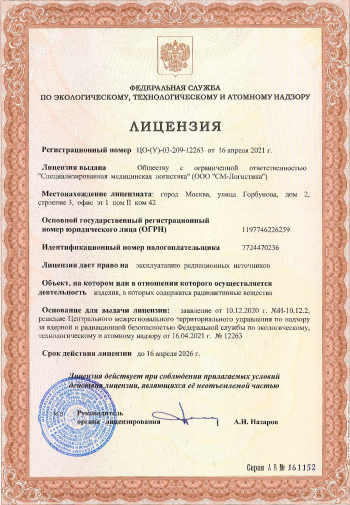 ФЕДЕРАЛЬНАЯ СЛУЖБА
ПО ЭКОЛОГИЧЕСКОМУ, ТЕХНОЛОГИЧЕСКОМУ И АТОМНОМУ НАДЗОРУ
ЛИЦЕНЗИЯ
Регистрационный номер ЦО-(У)-03-209-12263 от 16 апреля 2021 г.
Лицензия выдана Обществу с ограниченной ответственностью
"Специализированная медицинская логистика" (ООО "СМ-Логистика")
Местонахождение лицензиата: город Москва, улица Горбунова, дом 2,
строение 3, офис эт 1 пом II ком 42
Основной государственный регистрационный
номер юридического лица (ОГРН) 1197746226259
Идентификационный номер налогоплательщика 7724470236
Лицензия дает право на эксплуатацию радиационных источников
Объект, на котором или в отношении которого осуществляется
деятельность изделия, в которых содержатся радиоактивные вещества
Основание для выдачи лицензии: заявление от 10.12.2020 г. №И-10.12.2,
решение Центрального межрегионального территориального управления по надзору
за ядерной и радиационной безопасностью Федеральной службы по экологическому,
технологическому и атомному надзору от 16.04.2021 г. № 12263
Срок действия лицензии до 16 апреля 2026 г.
Лицензия действует при соблюдении прилагаемых условий
действия лицензии, являющихся её неотъемлемой частью
М.П. Руководитель
органа лицензирования А.И. Назаров
Серия А В № 161152